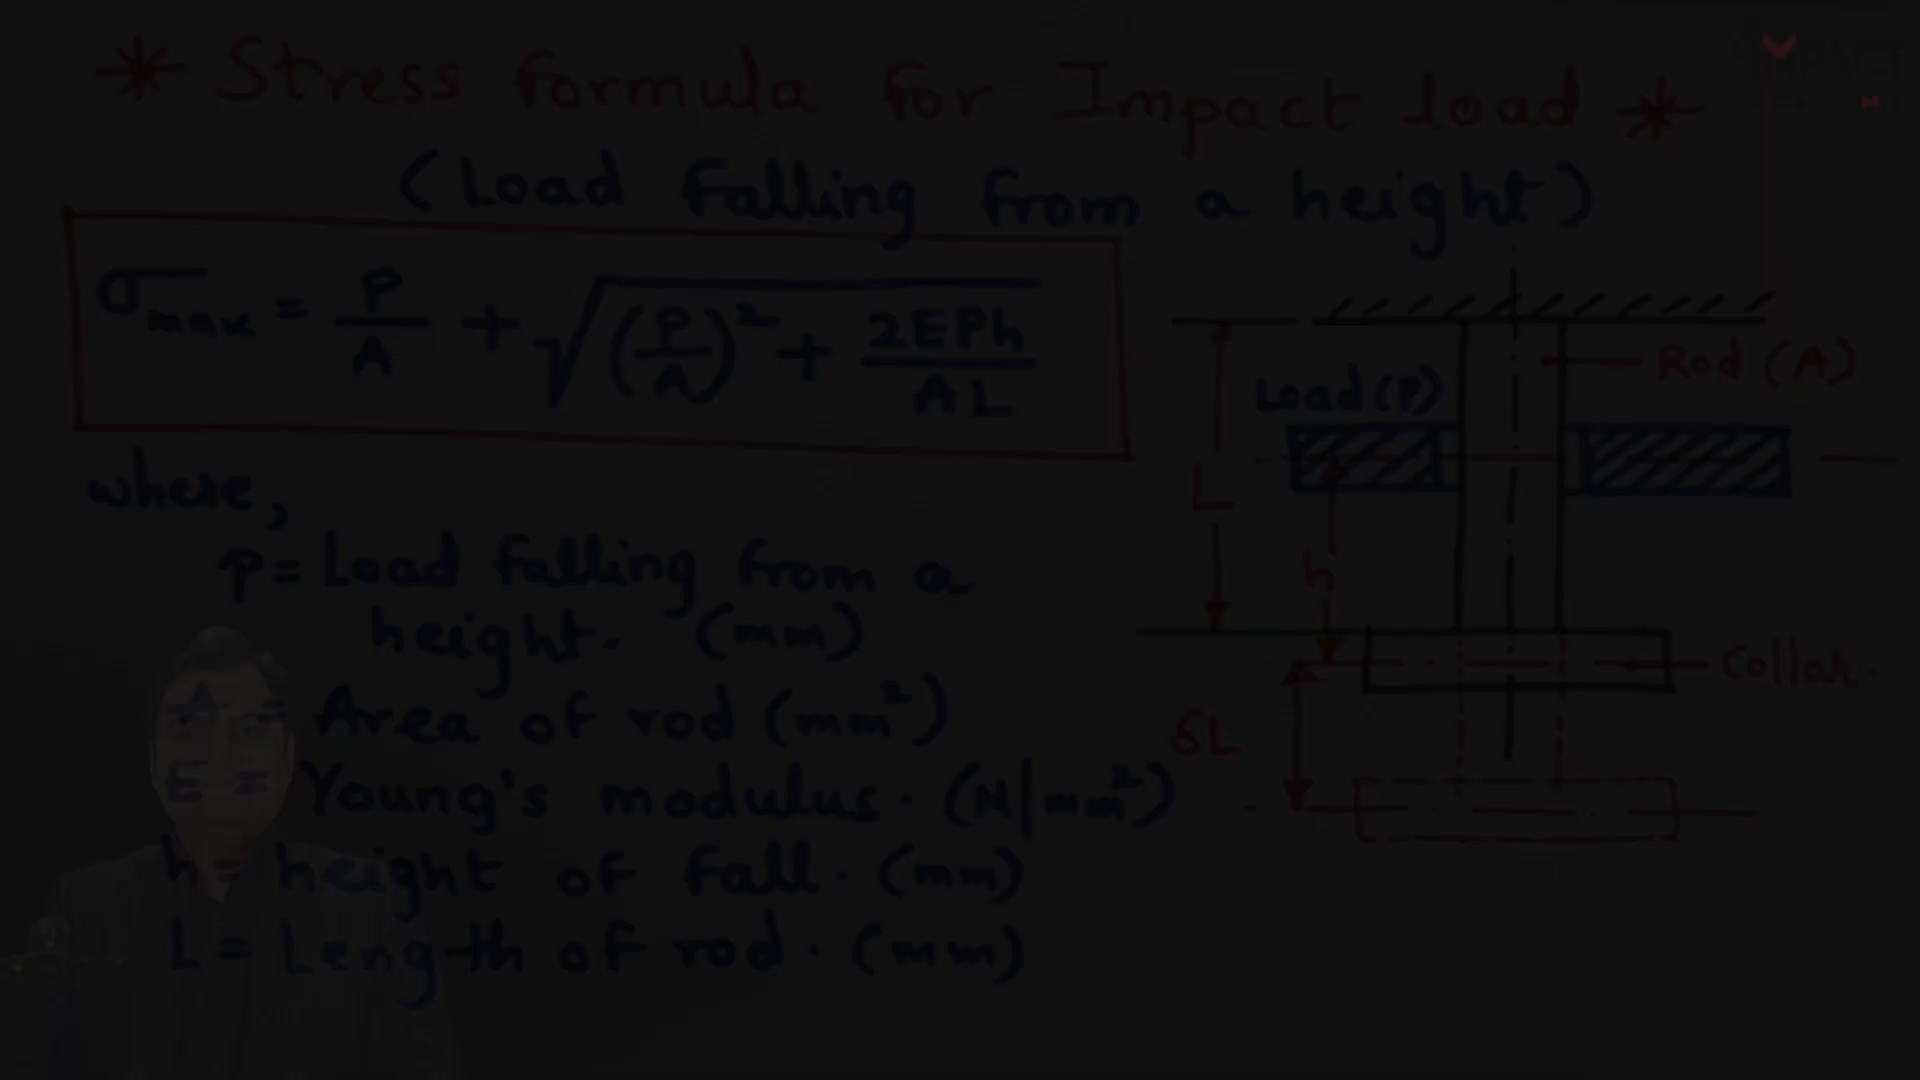 * Stress formula for Impact load *
(Load falling from a height)
σmax = P/A + √((P/A)² + 2EPh/AL)
where,
P = Load falling from a
height. (mm)
A = Area of rod (mm²)
E = Young's modulus. (N|mm²)
h = height of fall. (mm)
L = Length of rod. (mm)
Rod (A)
Load (P)
L
h
Collar.
δL
IMPACT